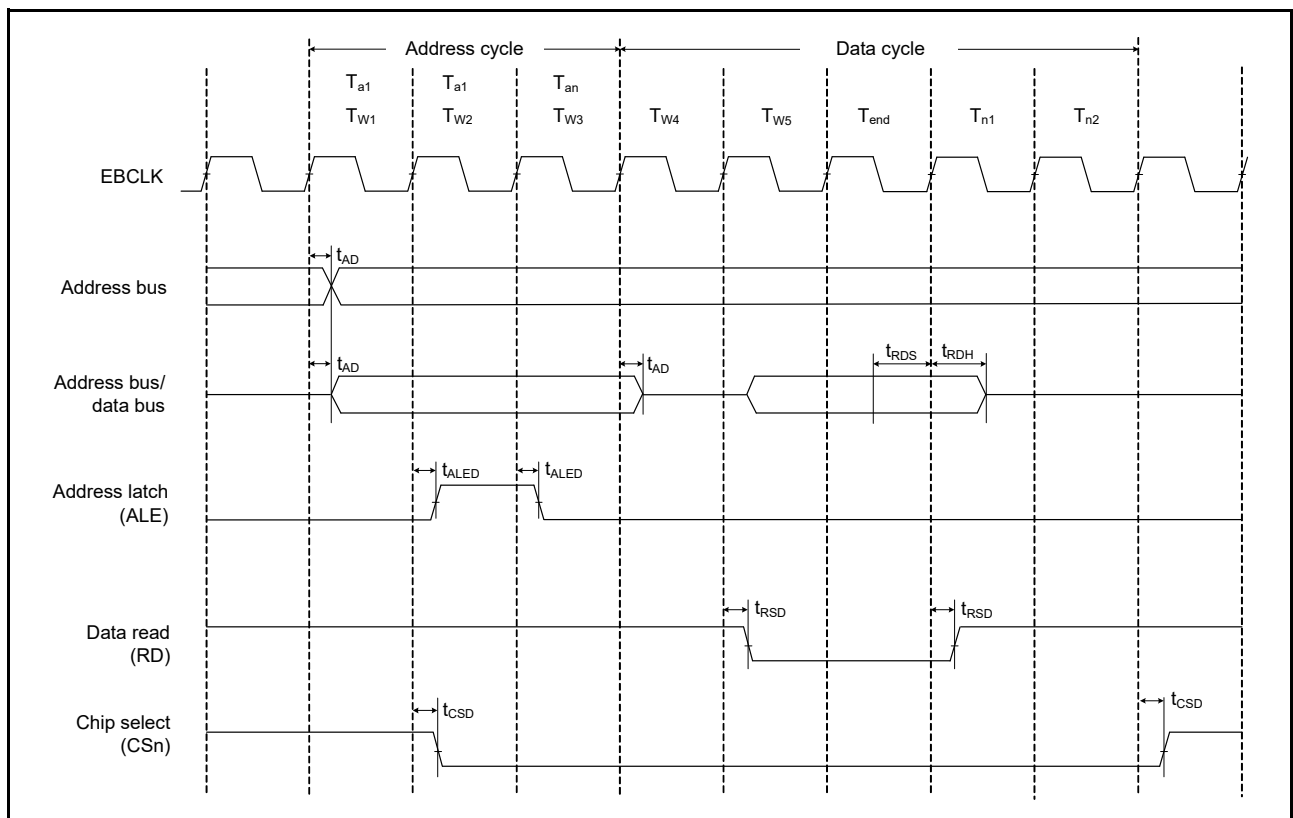 Address cycle Data cycle
Ta1 Ta1 Tan
TW1 TW2 TW3 TW4 TW5 Tend Tn1 Tn2
EBCLK
tAD
Address bus
tAD tAD tRDS tRDH
Address bus/
data bus
tALED tALED
Address latch
(ALE)
tRSD tRSD
Data read
(RD)
tCSD tCSD
Chip select
(CSn)